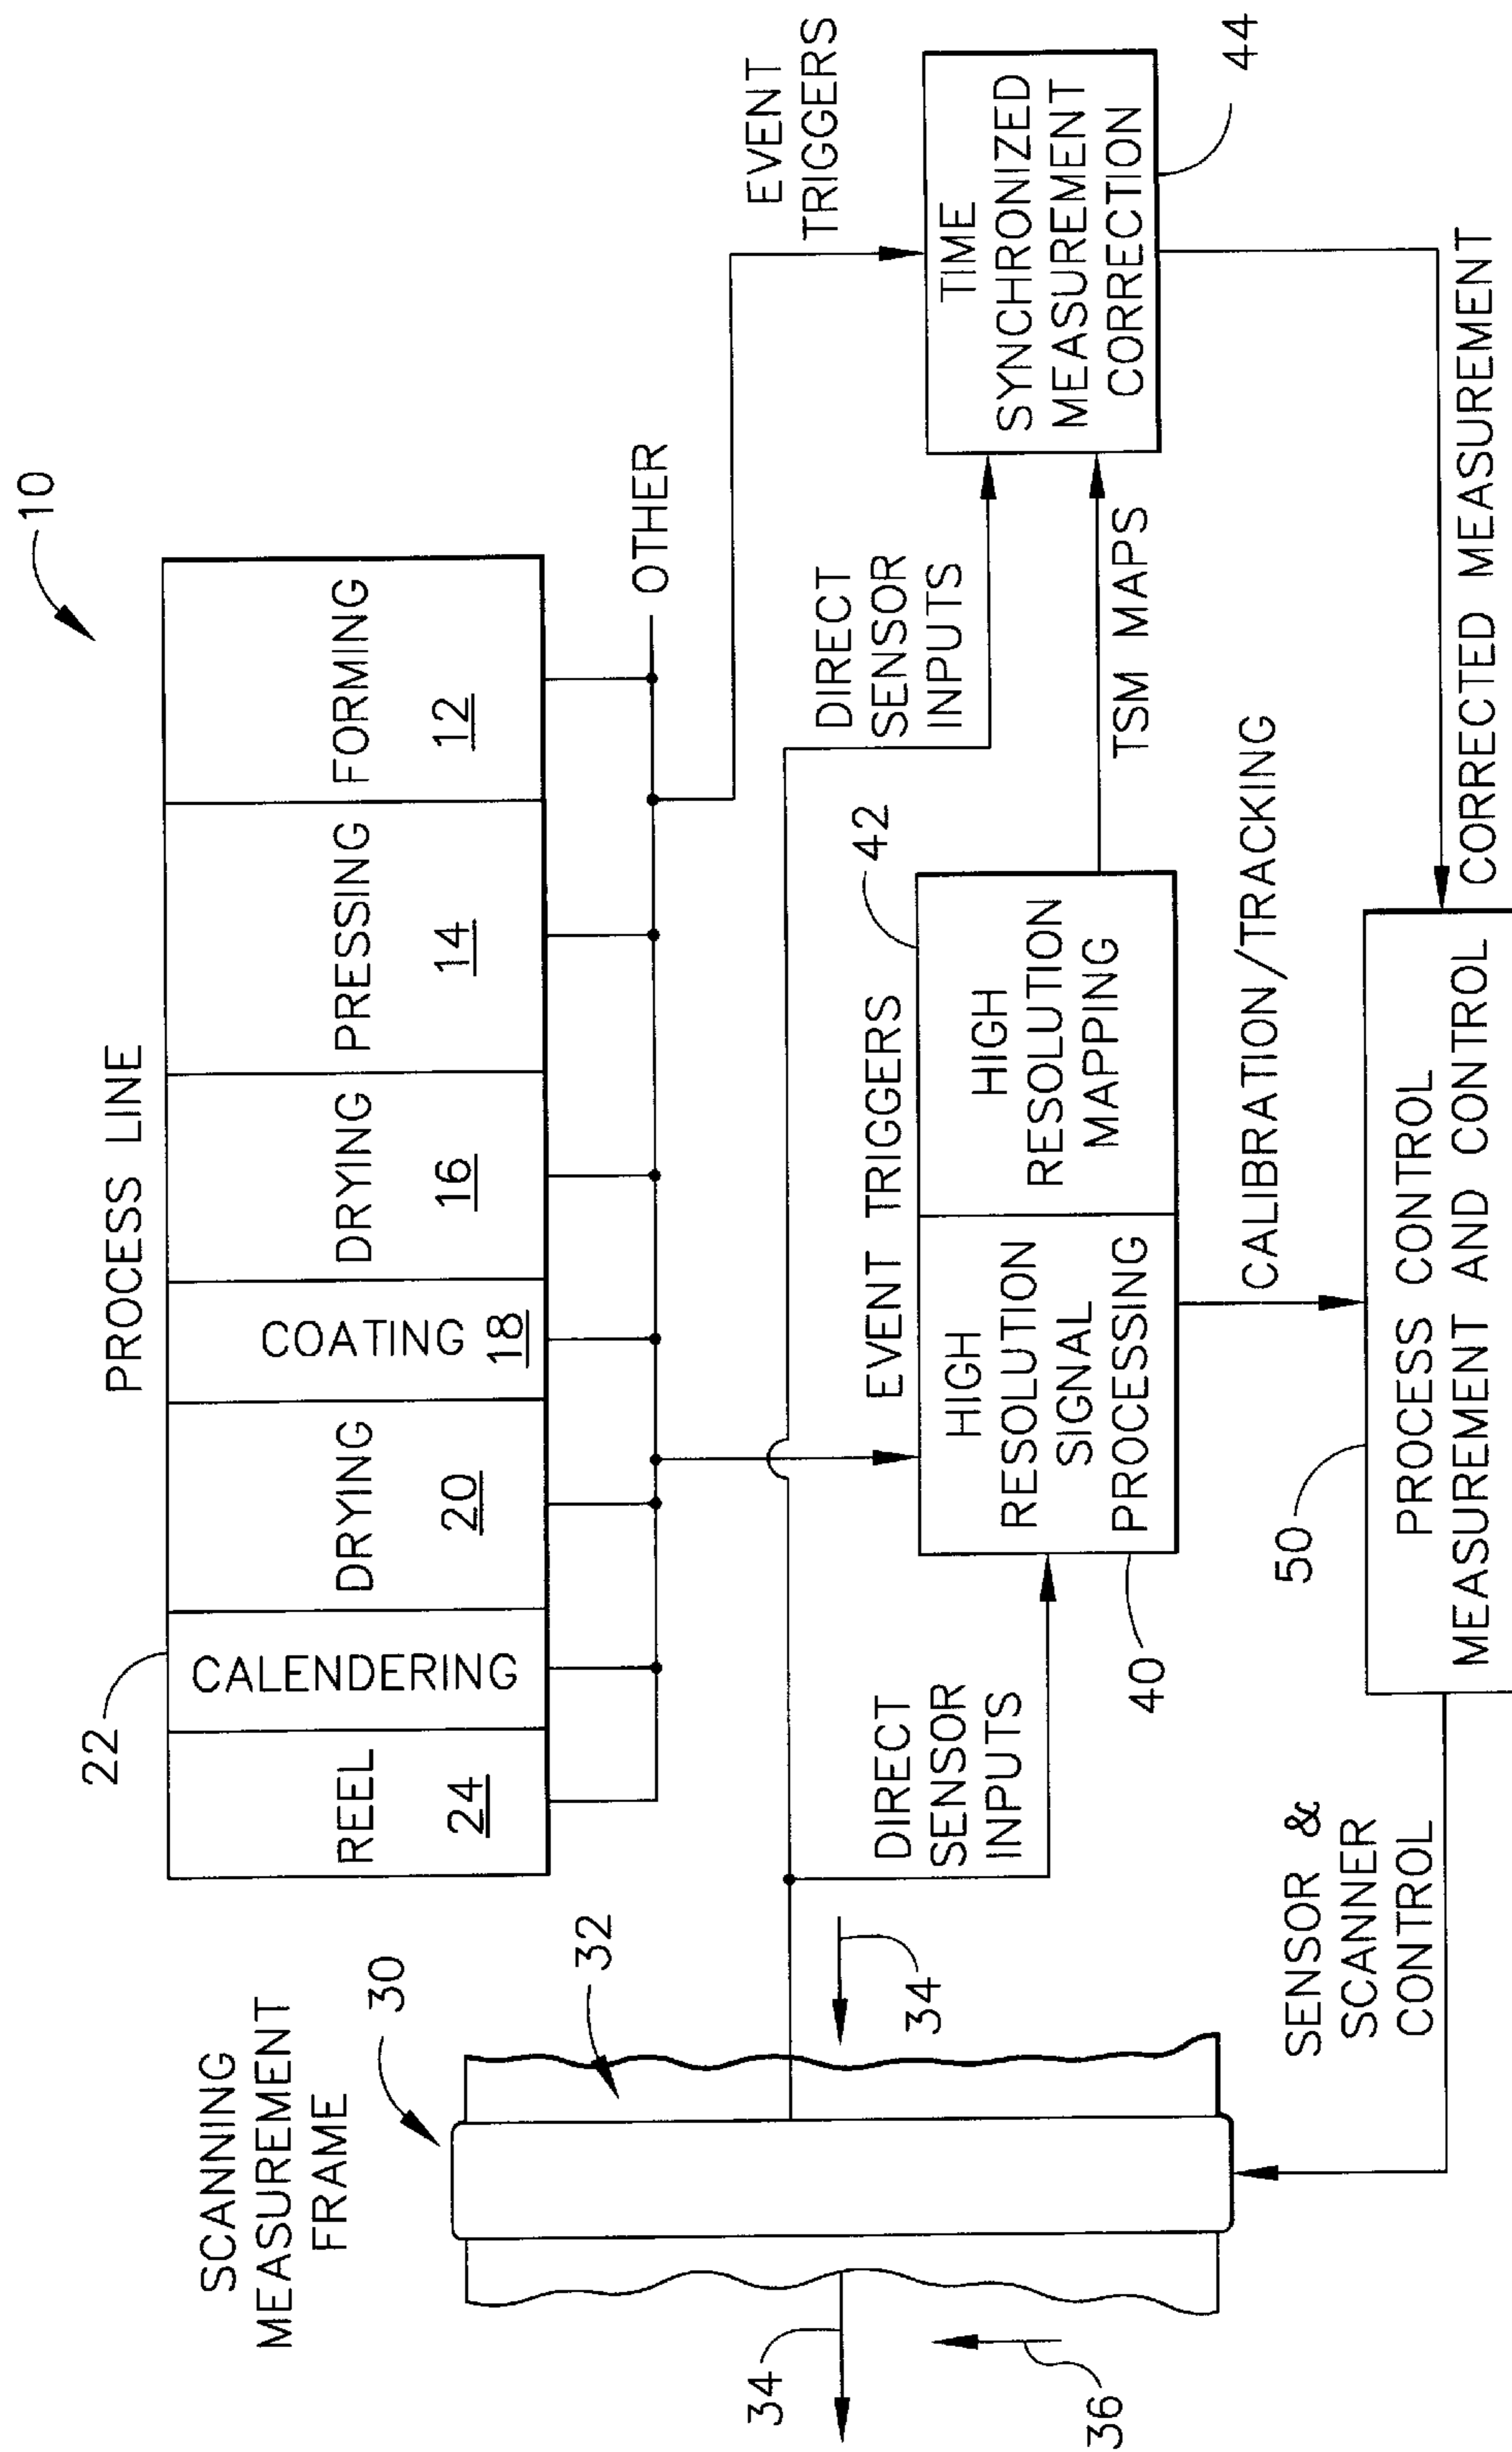 10
PROCESS LINE
22
REEL
24
CALENDERING
DRYING
20
COATING
18
DRYING
16
PRESSING
14
FORMING
12
OTHER
SCANNING
MEASUREMENT
FRAME
30
32
34
34
36
DIRECT
SENSOR
INPUTS
EVENT TRIGGERS
42
HIGH
RESOLUTION
SIGNAL
PROCESSING
HIGH
RESOLUTION
MAPPING
40
DIRECT
SENSOR
INPUTS
TSM MAPS
EVENT
TRIGGERS
TIME
SYNCHRONIZED
MEASUREMENT
CORRECTION
44
CALIBRATION/TRACKING
CORRECTED MEASUREMENT
50
PROCESS CONTROL
MEASUREMENT AND CONTROL
SENSOR &
SCANNER
CONTROL